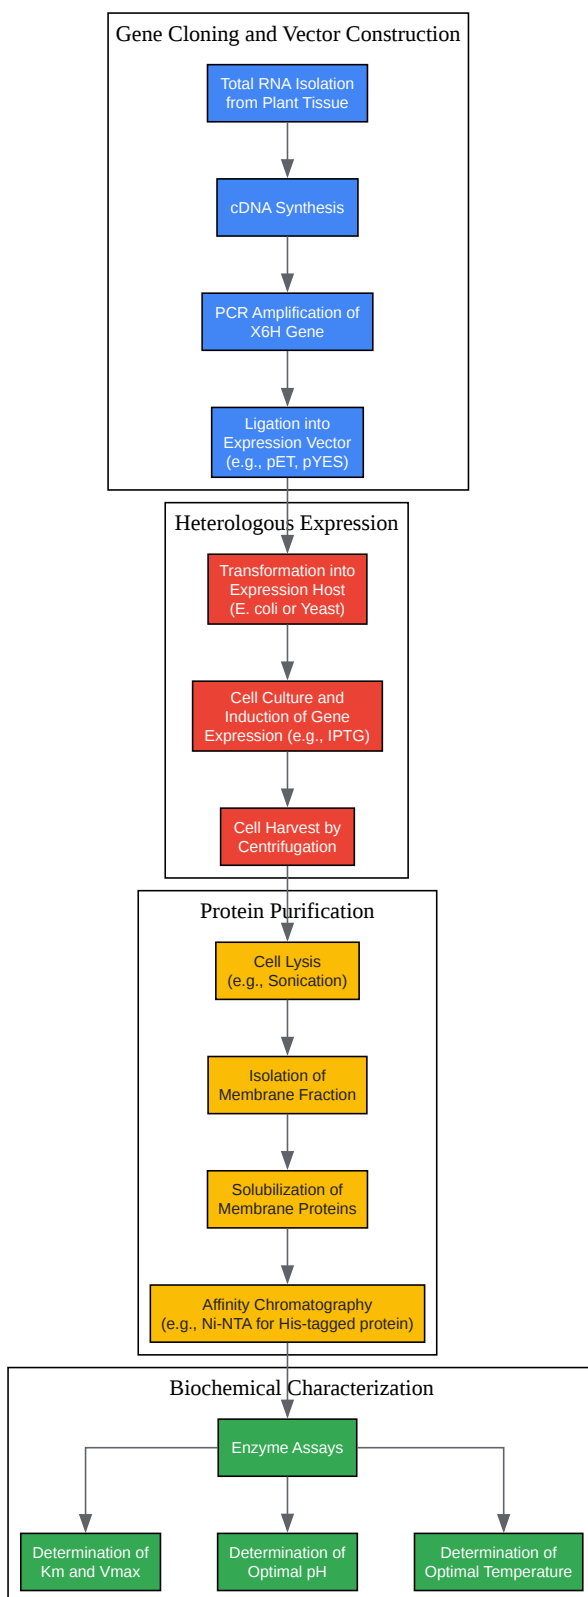 Gene Cloning and Vector Construction
Total RNA Isolation
from Plant Tissue
cDNA Synthesis
PCR Amplification of
X6H Gene
Ligation into
Expression Vector
(e.g., pET, pYES)
Heterologous Expression
Transformation into
Expression Host
(E. coli or Yeast)
Cell Culture and
Induction of Gene
Expression (e.g., IPTG)
Cell Harvest by
Centrifugation
Protein Purification
Cell Lysis
(e.g., Sonication)
Isolation of
Membrane Fraction
Solubilization of
Membrane Proteins
Affinity Chromatography
(e.g., Ni-NTA for His-tagged protein)
Biochemical Characterization
Enzyme Assays
Determination of
Km and Vmax
Determination of
Optimal pH
Determination of
Optimal Temperature